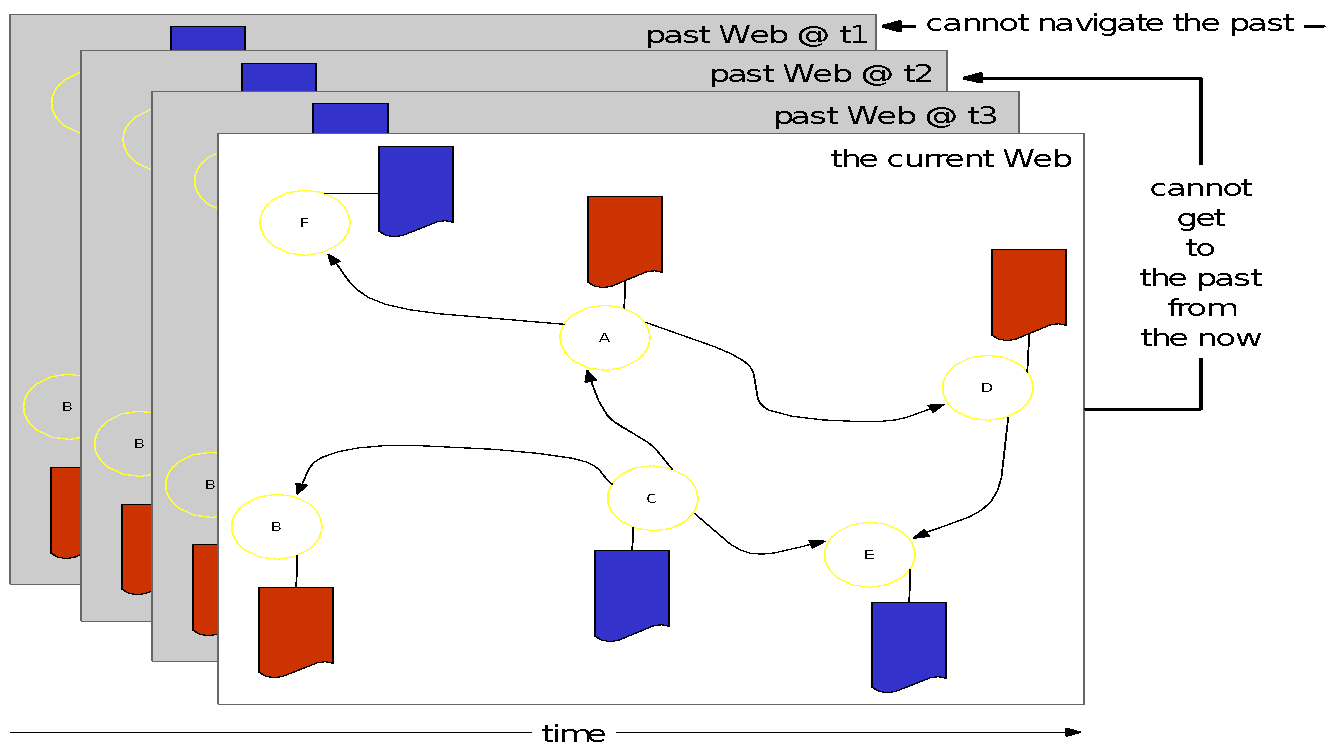 past Web @ t1
cannot navigate the past
past Web @ t2
past Web @ t3
the current Web
cannot
get
to
the past
from
the now
F
A
D
B
B
B
C
B
E
time